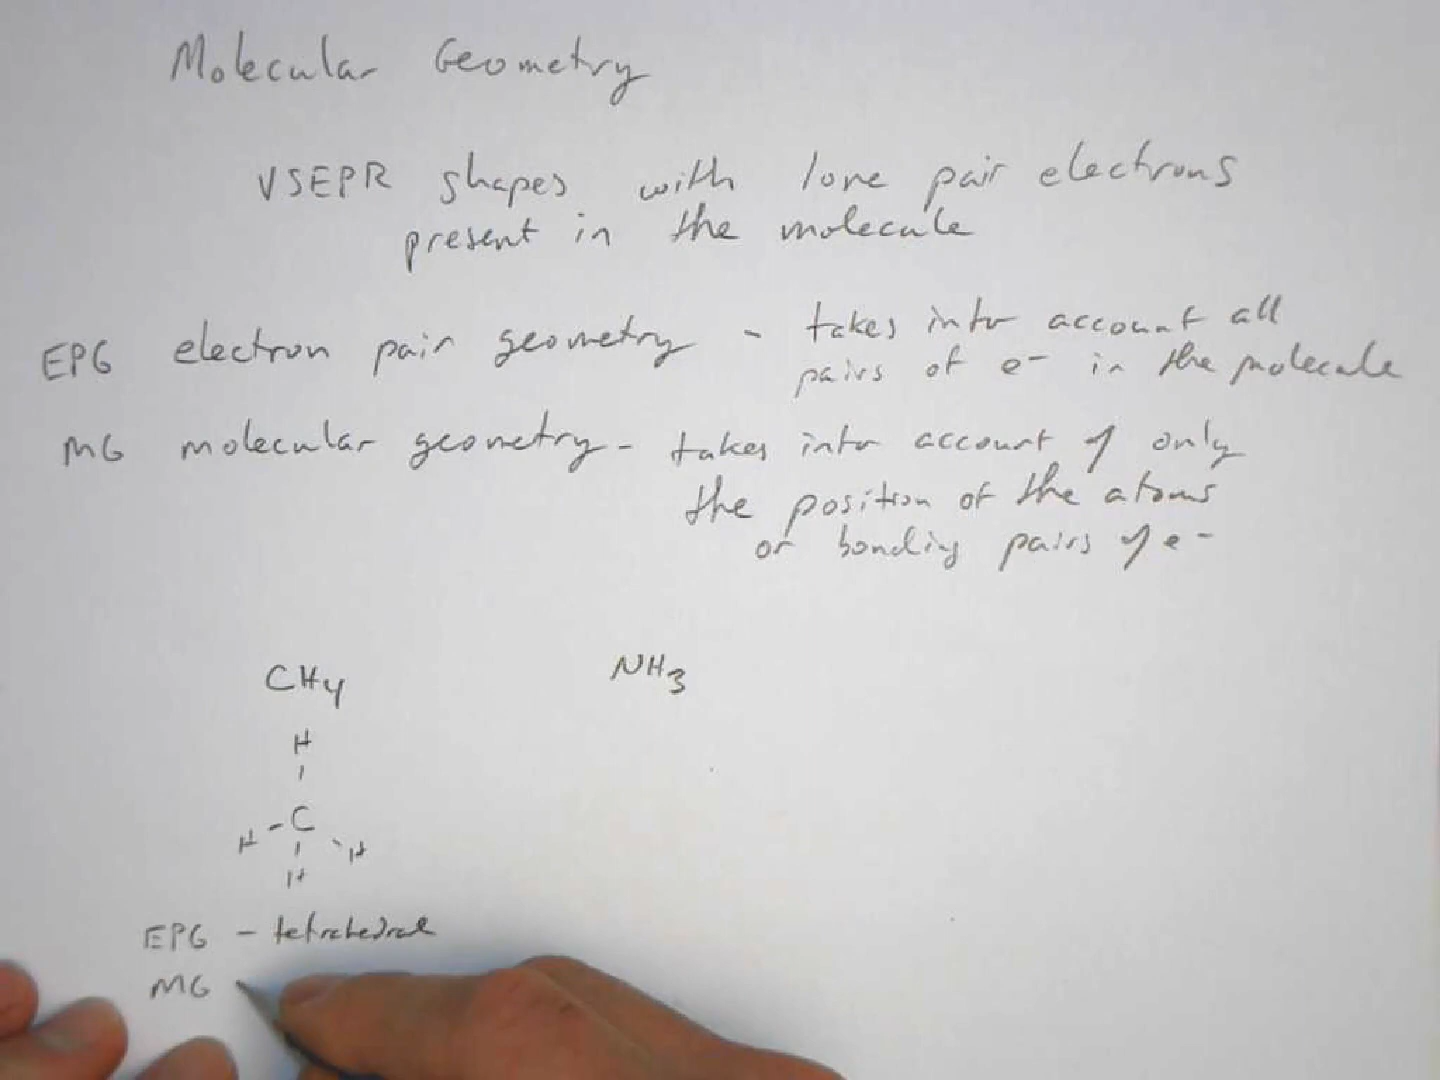 Molecular Geometry
VSEPR shapes with lone pair electrons
present in the molecule
EPG electron pair geometry - takes into account all
pairs of e- in the molecule
MG molecular geometry - takes into account of only
the position of the atoms
or bonding pairs of e-
CH4 NH3
H
C
H H
H
EPG - tetrahedral
MG